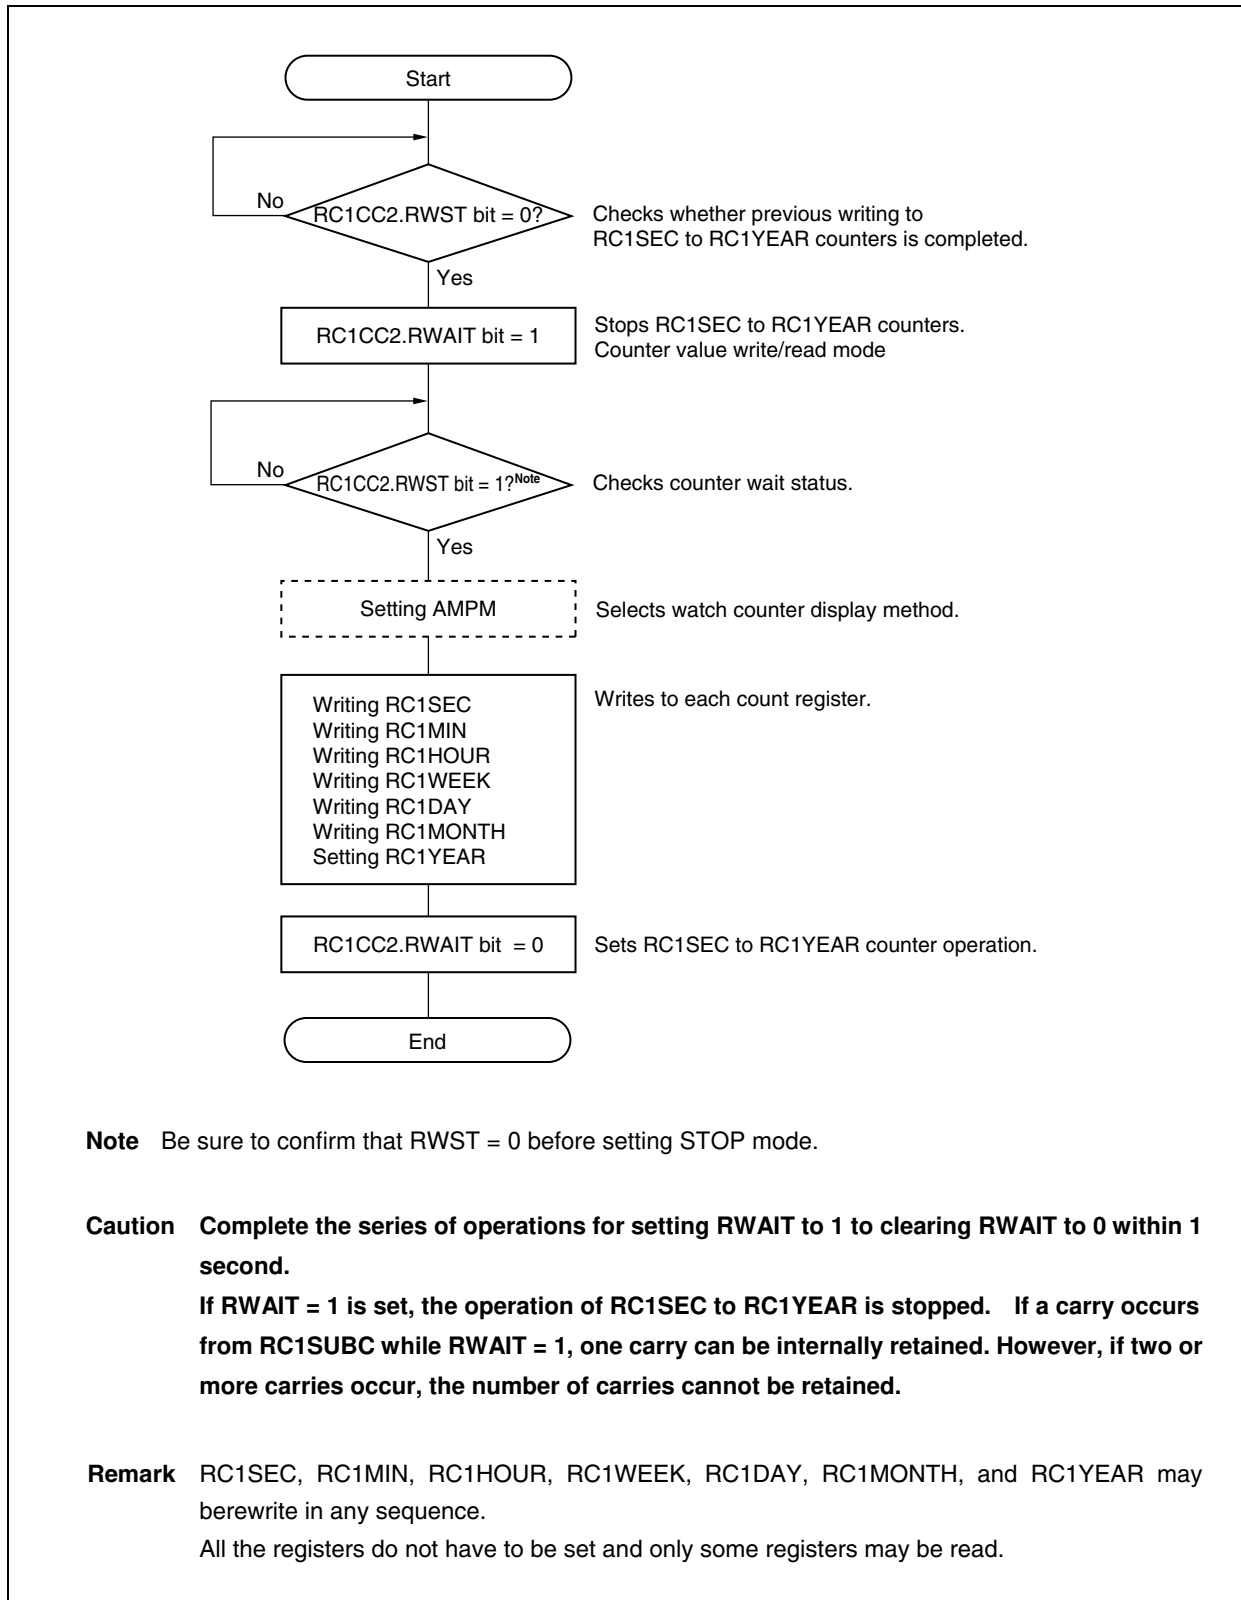 Start
No
RC1CC2.RWST bit = 0?
Checks whether previous writing to
RC1SEC to RC1YEAR counters is completed.
Yes
RC1CC2.RWAIT bit = 1
Stops RC1SEC to RC1YEAR counters.
Counter value write/read mode
No
RC1CC2.RWST bit = 1?Note
Checks counter wait status.
Yes
Setting AMPM
Selects watch counter display method.
Writing RC1SEC
Writing RC1MIN
Writing RC1HOUR
Writing RC1WEEK
Writing RC1DAY
Writing RC1MONTH
Setting RC1YEAR
Writes to each count register.
RC1CC2.RWAIT bit = 0
Sets RC1SEC to RC1YEAR counter operation.
End
Note Be sure to confirm that RWST = 0 before setting STOP mode.
Caution Complete the series of operations for setting RWAIT to 1 to clearing RWAIT to 0 within 1
second.
If RWAIT = 1 is set, the operation of RC1SEC to RC1YEAR is stopped. If a carry occurs
from RC1SUBC while RWAIT = 1, one carry can be internally retained. However, if two or
more carries occur, the number of carries cannot be retained.
Remark RC1SEC, RC1MIN, RC1HOUR, RC1WEEK, RC1DAY, RC1MONTH, and RC1YEAR may
berewrite in any sequence.
All the registers do not have to be set and only some registers may be read.